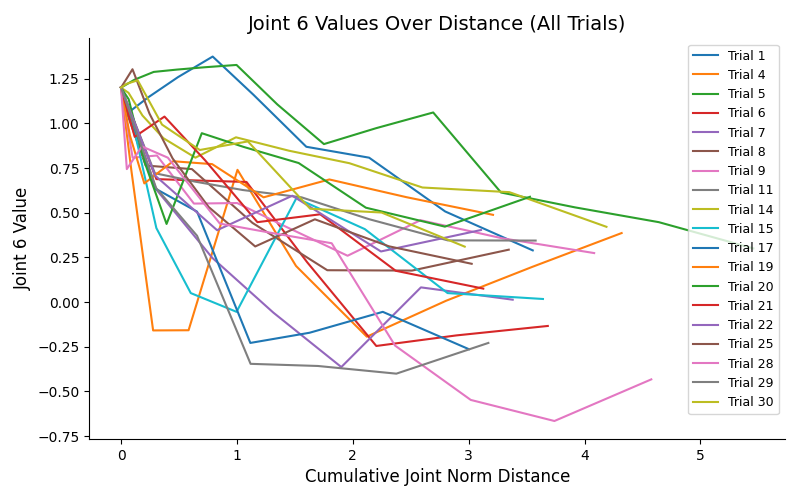 Joint 6 Values Over Distance (All Trials)
Joint 6 Value
1.25
1.00
0.75
0.50
0.25
0.00
−0.25
−0.50
−0.75
0 1 2 3 4 5
Cumulative Joint Norm Distance
Trial 1
Trial 4
Trial 5
Trial 6
Trial 7
Trial 8
Trial 9
Trial 11
Trial 14
Trial 15
Trial 17
Trial 19
Trial 20
Trial 21
Trial 22
Trial 25
Trial 28
Trial 29
Trial 30